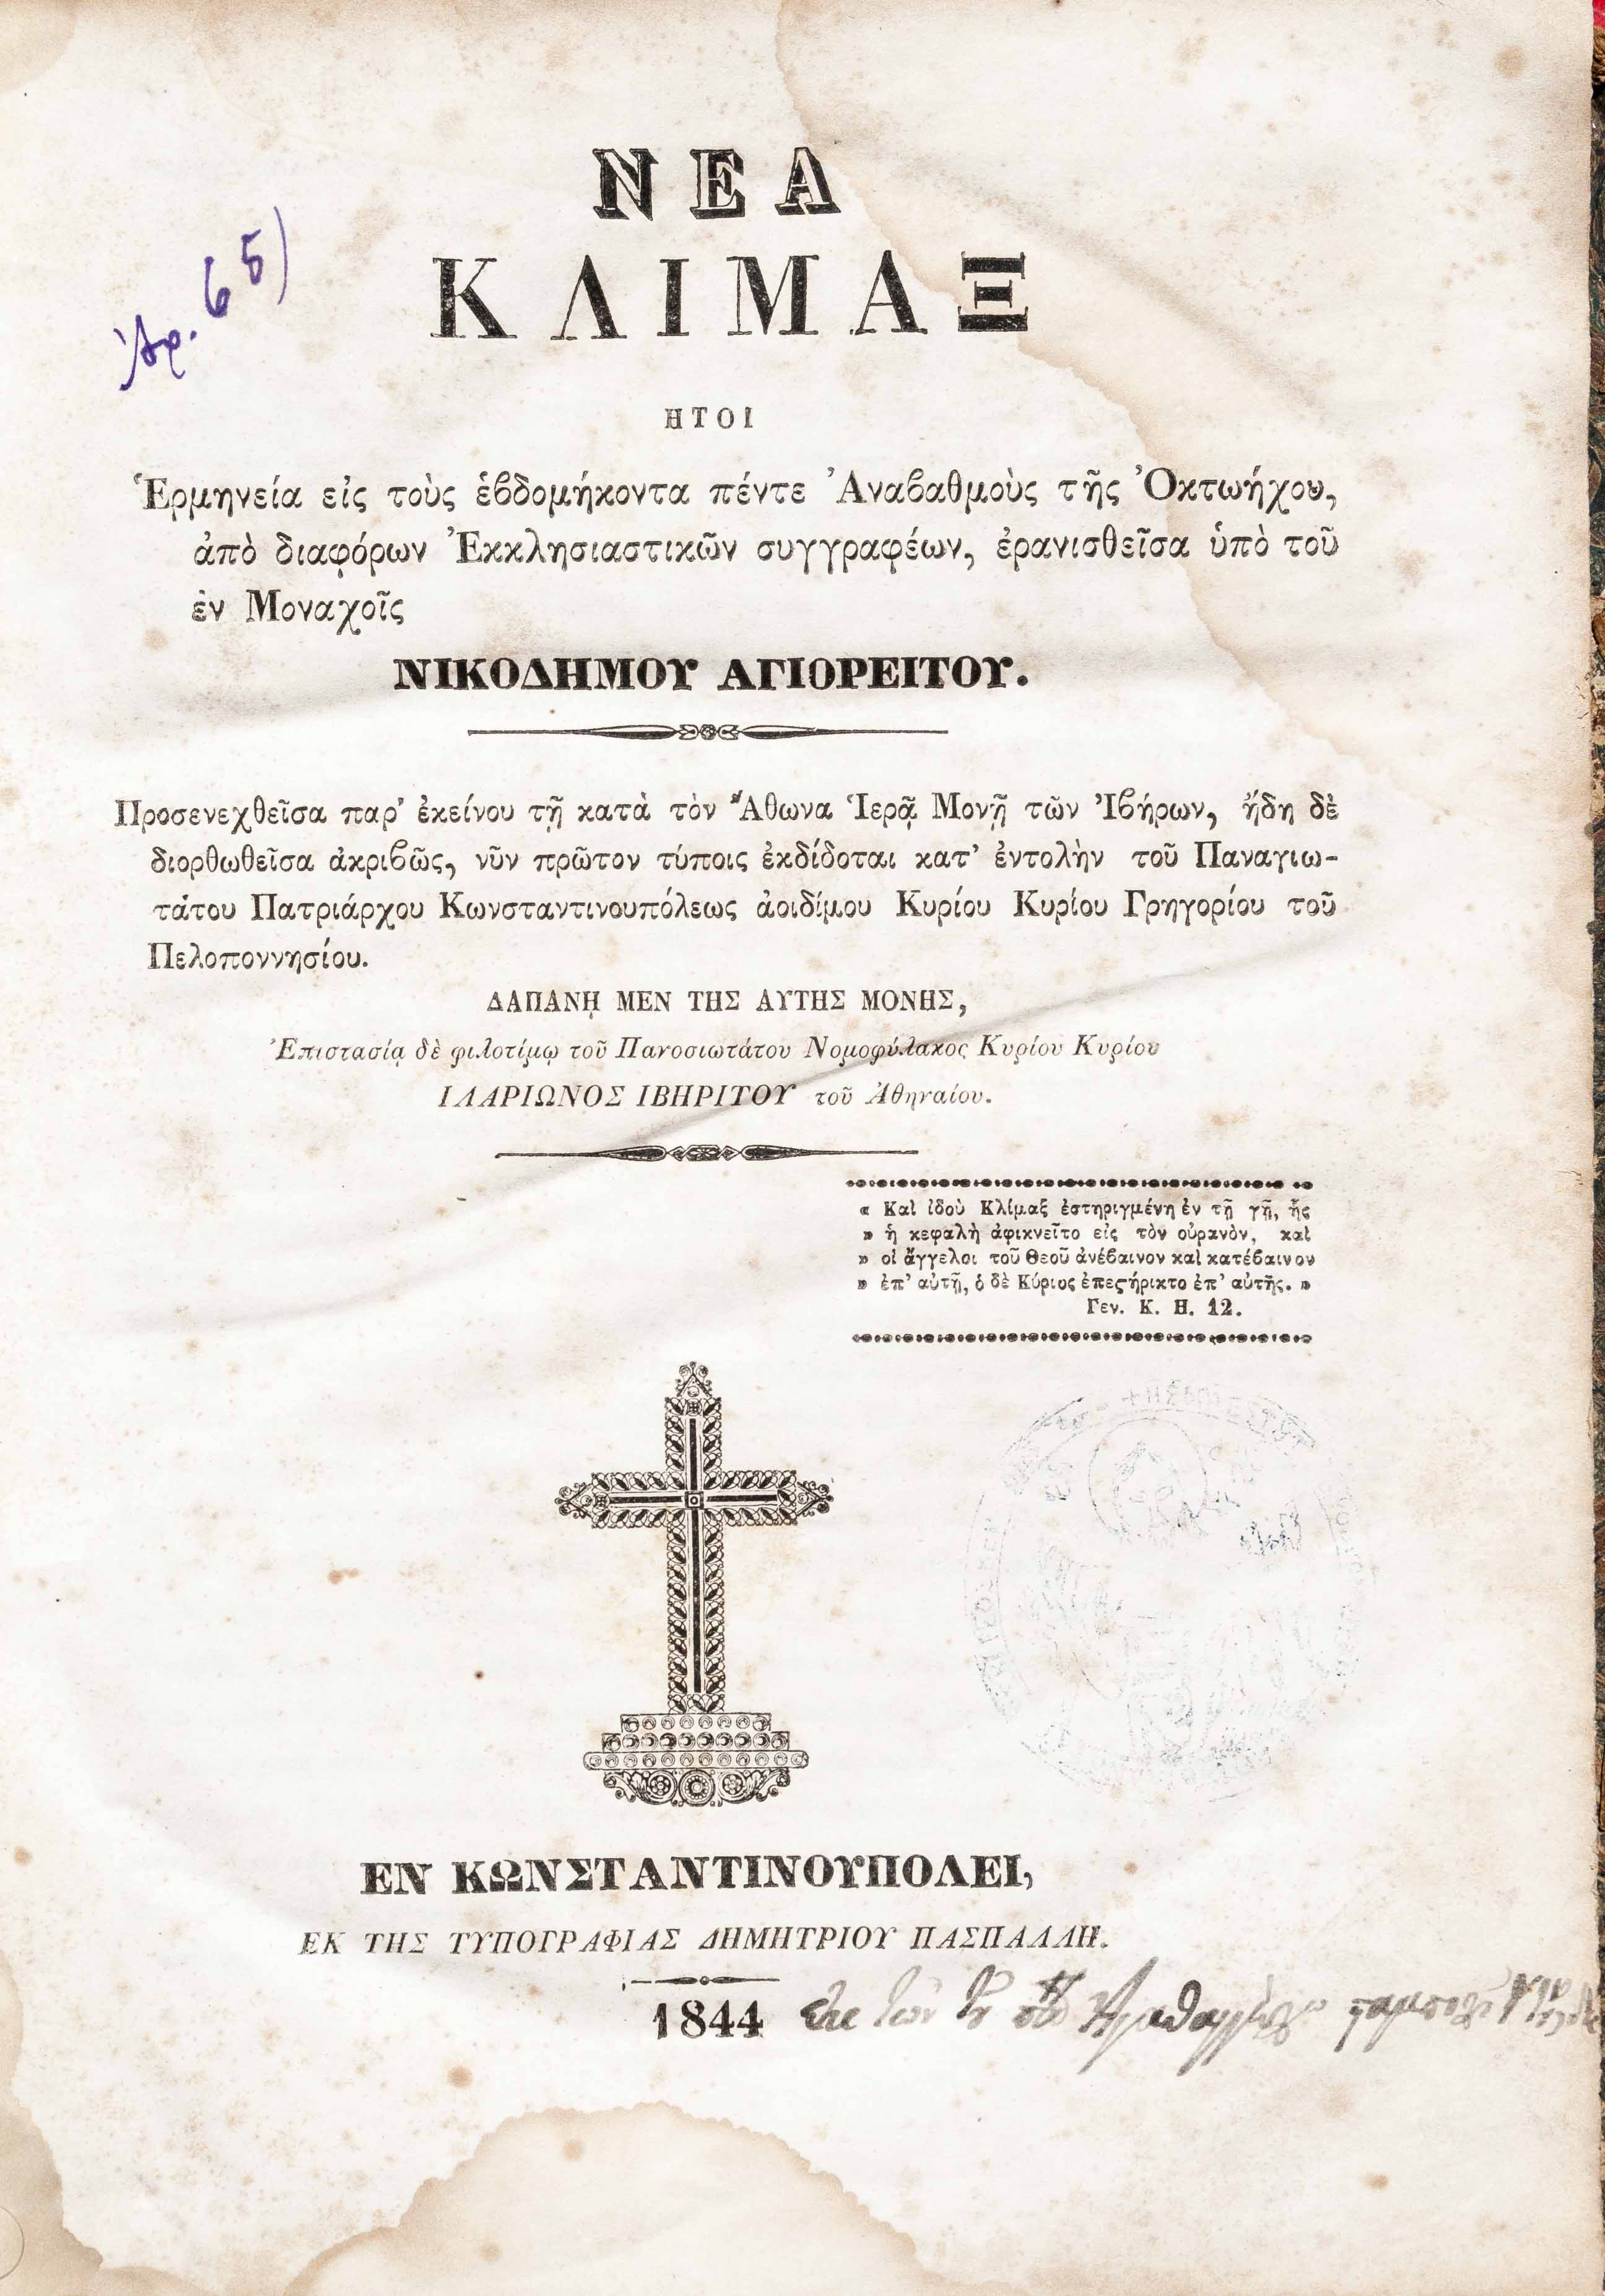 Ἀρ. 65)
ΝΕΑ
ΚΛΙΜΑΞ
ΗΤΟΙ
Ἑρμηνεία εἰς τοὺς ἑϐδομήκοντα πέντε Ἀναϐαθμοὺς τῆς Ὀκτωήχου,
ἀπὸ διαφόρων Ἐκκλησιαστικῶν συγγραφέων, ἐρανισθεῖσα ὑπὸ τοῦ
ἐν Μοναχοῖς
ΝΙΚΟΔΗΜΟΥ ΑΓΙΟΡΕΙΤΟΥ.
Προσενεχθεῖσα παρ' ἐκείνου τῇ κατὰ τὸν Ἄθωνα Ἱερᾷ Μονῇ τῶν Ἰϐήρων, ἤδη δὲ
διορθωθεῖσα ἀκριϐῶς, νῦν πρῶτον τύποις ἐκδίδοται κατ' ἐντολὴν τοῦ Παναγιω-
τάτου Πατριάρχου Κωνσταντινουπόλεως ἀοιδίμου Κυρίου Κυρίου Γρηγορίου τοῦ
Πελοποννησίου.
ΔΑΠΑΝῌ ΜΕΝ ΤΗΣ ΑΥΤΗΣ ΜΟΝΗΣ,
Ἐπιστασίᾳ δὲ φιλοτίμῳ τοῦ Πανοσιωτάτου Νομοφύλακος Κυρίου Κυρίου
ΙΛΑΡΙΩΝΟΣ ΙΒΗΡΙΤΟΥ τοῦ Ἀθηναίου.
« Καὶ ἰδοὺ Κλίμαξ ἐστηριγμένη ἐν τῇ γῇ, ἧς
» ἡ κεφαλὴ ἀφικνεῖτο εἰς τὸν οὐρανὸν, καὶ
» οἱ ἄγγελοι τοῦ Θεοῦ ἀνέϐαινον καὶ κατέϐαινον
» ἐπ' αὐτῇ, ὁ δὲ Κύριος ἐπεϛήρικτο ἐπ' αὐτῆς. »
Γεν. Κ. Η. 12.
ΕΝ ΚΩΝΣΤΑΝΤΙΝΟΥΠΟΛΕΙ,
ΕΚ ΤΗΣ ΤΥΠΟΓΡΑΦΙΑΣ ΔΗΜΗΤΡΙΟΥ ΠΑΣΠΑΛΛΗ.
1844